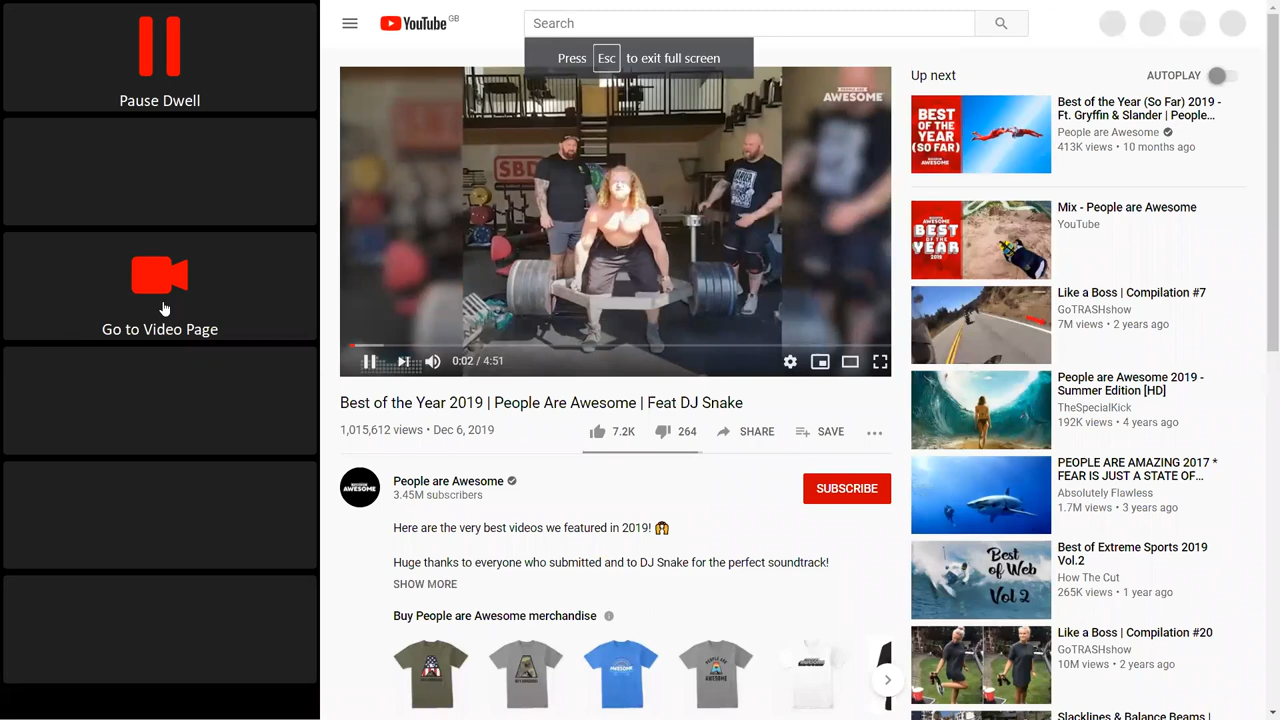 Pause Dwell
Go to Video Page
YouTube GB
Search
Press Esc to exit full screen
PEOPLE ARE
AWESOME
SBD
0:02 / 4:51
Best of the Year 2019 | People Are Awesome | Feat DJ Snake
1,015,612 views • Dec 6, 2019
7.2K
264
SHARE
SAVE
AWESOME
People are Awesome
3.45M subscribers
SUBSCRIBE
Here are the very best videos we featured in 2019! 🙌
Huge thanks to everyone who submitted and to DJ Snake for the perfect soundtrack!
SHOW MORE
Buy People are Awesome merchandise
Up next
AUTOPLAY
BEST
OF THE
YEAR
(SO FAR)
Best of the Year (So Far) 2019 -
Ft. Gryffin & Slander | People...
People are Awesome
413K views • 10 months ago
BEST
OF THE
YEAR
Mix - People are Awesome
YouTube
Like a Boss | Compilation #7
GoTRASHshow
7M views • 2 years ago
People are Awesome 2019 -
Summer Edition [HD]
TheSpecialKick
192K views • 4 years ago
PEOPLE ARE AMAZING 2017 *
FEAR IS JUST A STATE OF...
Absolutely Flawless
1.7M views • 3 years ago
Best
of Web
Vol 2
Best of Extreme Sports 2019
Vol.2
How The Cut
265K views • 1 year ago
Like a Boss | Compilation #20
GoTRASHshow
10M views • 2 years ago
Slacklines & Balance Beams |